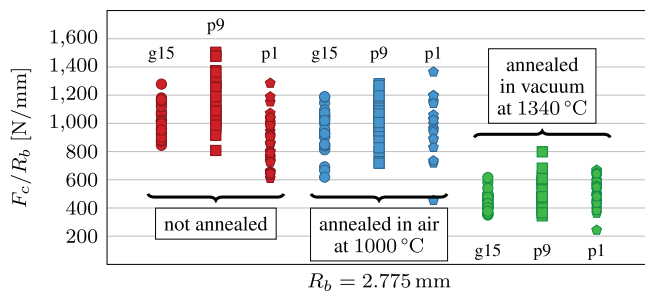 F_c/R_b [N/mm]
1,600
1,400
1,200
1,000
800
600
400
200
g15
p9
p1
g15
p9
p1
not annealed
annealed in air
at 1000 °C
annealed
in vacuum
at 1340 °C
g15
p9
p1
R_b = 2.775 mm